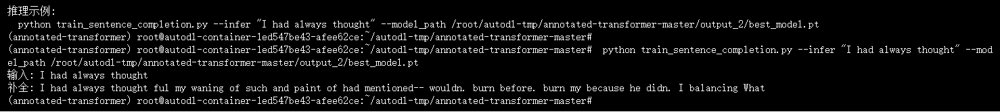 推理示例:
  python train_sentence_completion.py --infer "I had always thought" --model_path /root/autodl-tmp/annotated-transformer-master/output_2/best_model.pt
(annotated-transformer) root@autodl-container-1ed547be43-afee62ce:~/autodl-tmp/annotated-transformer-master#
(annotated-transformer) root@autodl-container-1ed547be43-afee62ce:~/autodl-tmp/annotated-transformer-master#  python train_sentence_completion.py --infer "I had always thought" --mod
el_path /root/autodl-tmp/annotated-transformer-master/output_2/best_model.pt
输入: I had always thought
补全: I had always thought ful my waning of such and paint of had mentioned-- wouldn. burn before. burn my because he didn. I balancing What
(annotated-transformer) root@autodl-container-1ed547be43-afee62ce:~/autodl-tmp/annotated-transformer-master#